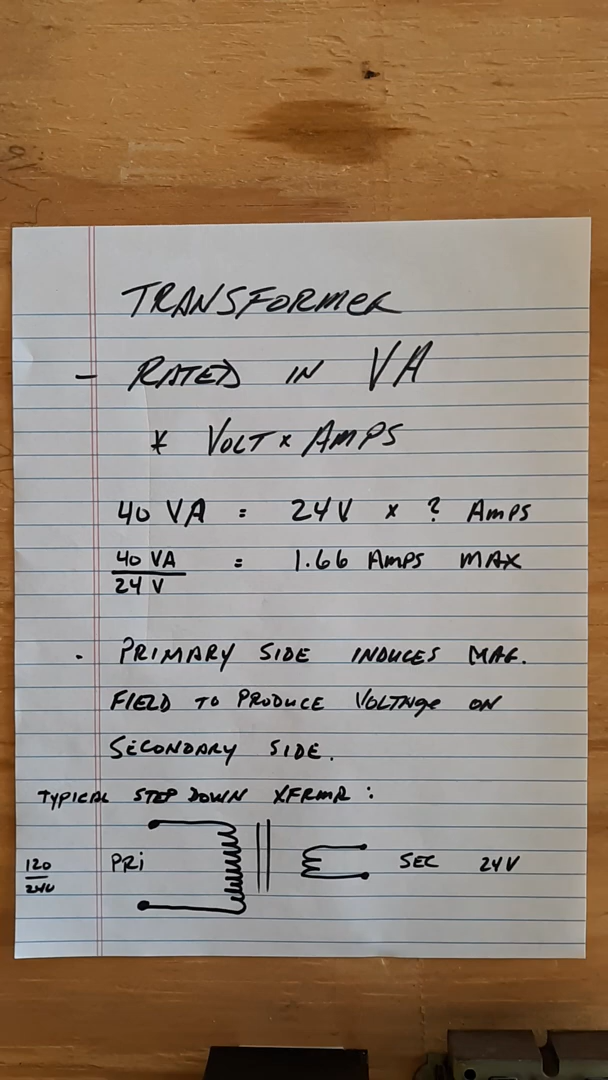 TRANSFORMER
- RATED IN VA
* VOLT x AMPS
40 VA = 24V x ? AMPS
40 VA = 1.66 AMPS MAX
24 V
. PRIMARY SIDE INDUCES MAG.
FIELD TO PRODUCE VOLTAGE ON
SECONDARY SIDE.
TYPICAL STEP DOWN XFRMR :
120 PRI SEC 24V
240